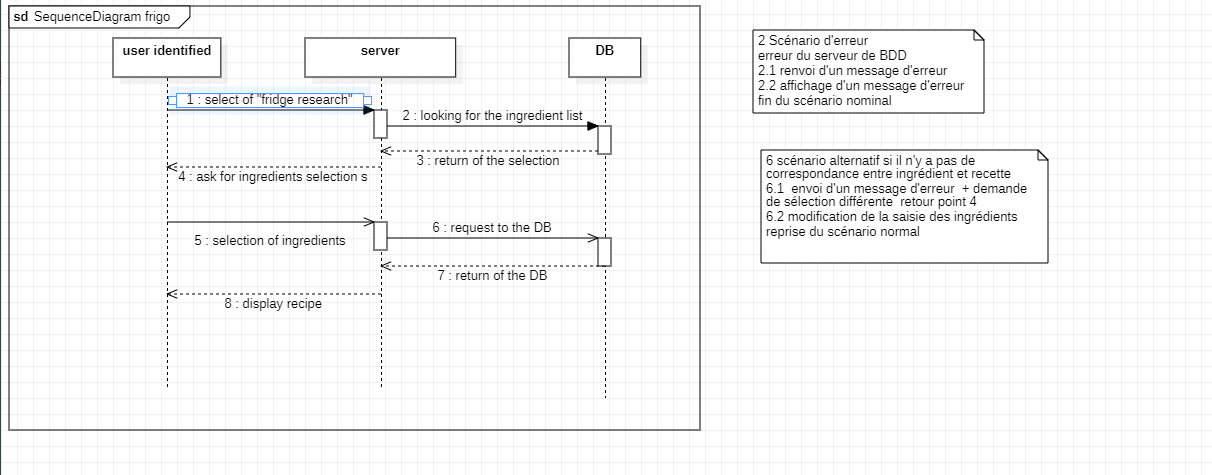 sd SequenceDiagram frigo
user identified
server
DB
1 : select of "fridge research"
2 : looking for the ingredient list
3 : return of the selection
4 : ask for ingredients selection s
5 : selection of ingredients
6 : request to the DB
7 : return of the DB
8 : display recipe
2 Scénario d'erreur
erreur du serveur de BDD
2.1 renvoi d'un message d'erreur
2.2 affichage d'un message d'erreur
fin du scénario nominal
6 scénario alternatif si il n'y a pas de
correspondance entre ingrédient et recette
6.1 envoi d'un message d'erreur + demande
de sélection différente retour point 4
6.2 modification de la saisie des ingrédients
reprise du scénario normal